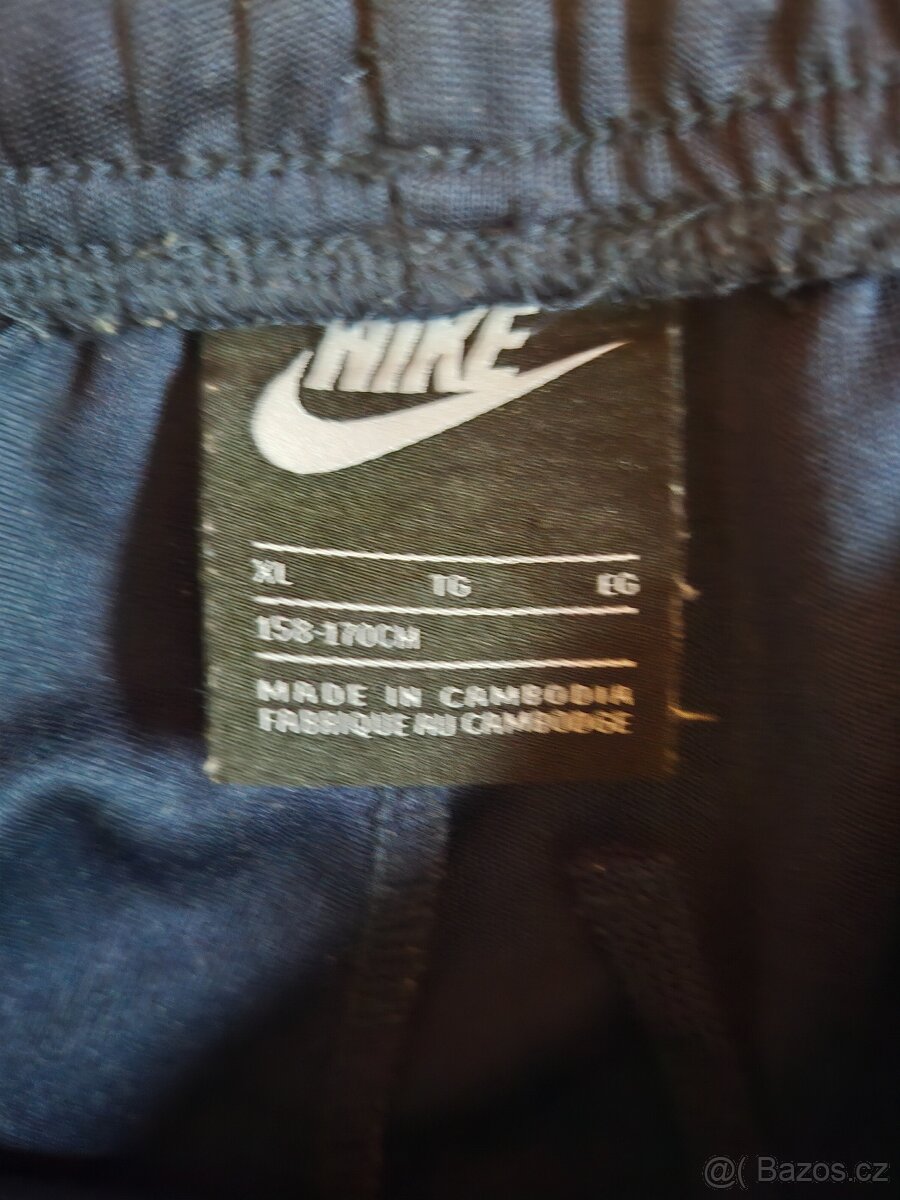 NIKE
XL TG EG
158-170CM
MADE IN CAMBODIA
FABRIQUE AU CAMBODGE
@( Bazos.cz